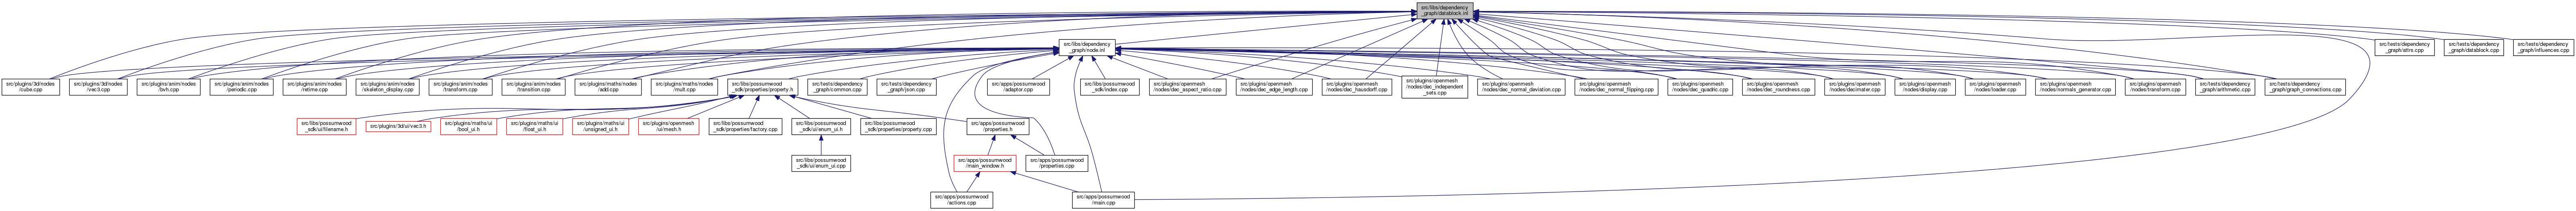 src/libs/dependency
_graph/datablock.inl
src/libs/dependency
_graph/node.inl
src/tests/dependency
_graph/attrs.cpp
src/tests/dependency
_graph/datablock.cpp
src/tests/dependency
_graph/influences.cpp
src/plugins/3d/nodes
/cube.cpp
src/plugins/3d/nodes
/vec3.cpp
src/plugins/anim/nodes
/bvh.cpp
src/plugins/anim/nodes
/periodic.cpp
src/plugins/anim/nodes
/retime.cpp
src/plugins/anim/nodes
/skeleton_display.cpp
src/plugins/anim/nodes
/transform.cpp
src/plugins/anim/nodes
/transition.cpp
src/plugins/maths/nodes
/add.cpp
src/plugins/maths/nodes
/mult.cpp
src/libs/possumwood
_sdk/properties/property.h
src/tests/dependency
_graph/common.cpp
src/tests/dependency
_graph/json.cpp
src/apps/possumwood
/adaptor.cpp
src/libs/possumwood
_sdk/index.cpp
src/plugins/openmesh
/nodes/dec_aspect_ratio.cpp
src/plugins/openmesh
/nodes/dec_edge_length.cpp
src/plugins/openmesh
/nodes/dec_hausdorff.cpp
src/plugins/openmesh
/nodes/dec_independent
_sets.cpp
src/plugins/openmesh
/nodes/dec_normal_deviation.cpp
src/plugins/openmesh
/nodes/dec_normal_flipping.cpp
src/plugins/openmesh
/nodes/dec_quadric.cpp
src/plugins/openmesh
/nodes/dec_roundness.cpp
src/plugins/openmesh
/nodes/decimater.cpp
src/plugins/openmesh
/nodes/display.cpp
src/plugins/openmesh
/nodes/loader.cpp
src/plugins/openmesh
/nodes/normals_generator.cpp
src/plugins/openmesh
/nodes/transform.cpp
src/tests/dependency
_graph/arithmetic.cpp
src/tests/dependency
_graph/graph_connections.cpp
src/libs/possumwood
_sdk/ui/filename.h
src/plugins/3d/ui/vec3.h
src/plugins/maths/ui
/bool_ui.h
src/plugins/maths/ui
/float_ui.h
src/plugins/maths/ui
/unsigned_ui.h
src/plugins/openmesh
/ui/mesh.h
src/libs/possumwood
_sdk/properties/factory.cpp
src/libs/possumwood
_sdk/ui/enum_ui.h
src/libs/possumwood
_sdk/properties/property.cpp
src/apps/possumwood
/properties.h
src/libs/possumwood
_sdk/ui/enum_ui.cpp
src/apps/possumwood
/main_window.h
src/apps/possumwood
/properties.cpp
src/apps/possumwood
/actions.cpp
src/apps/possumwood
/main.cpp